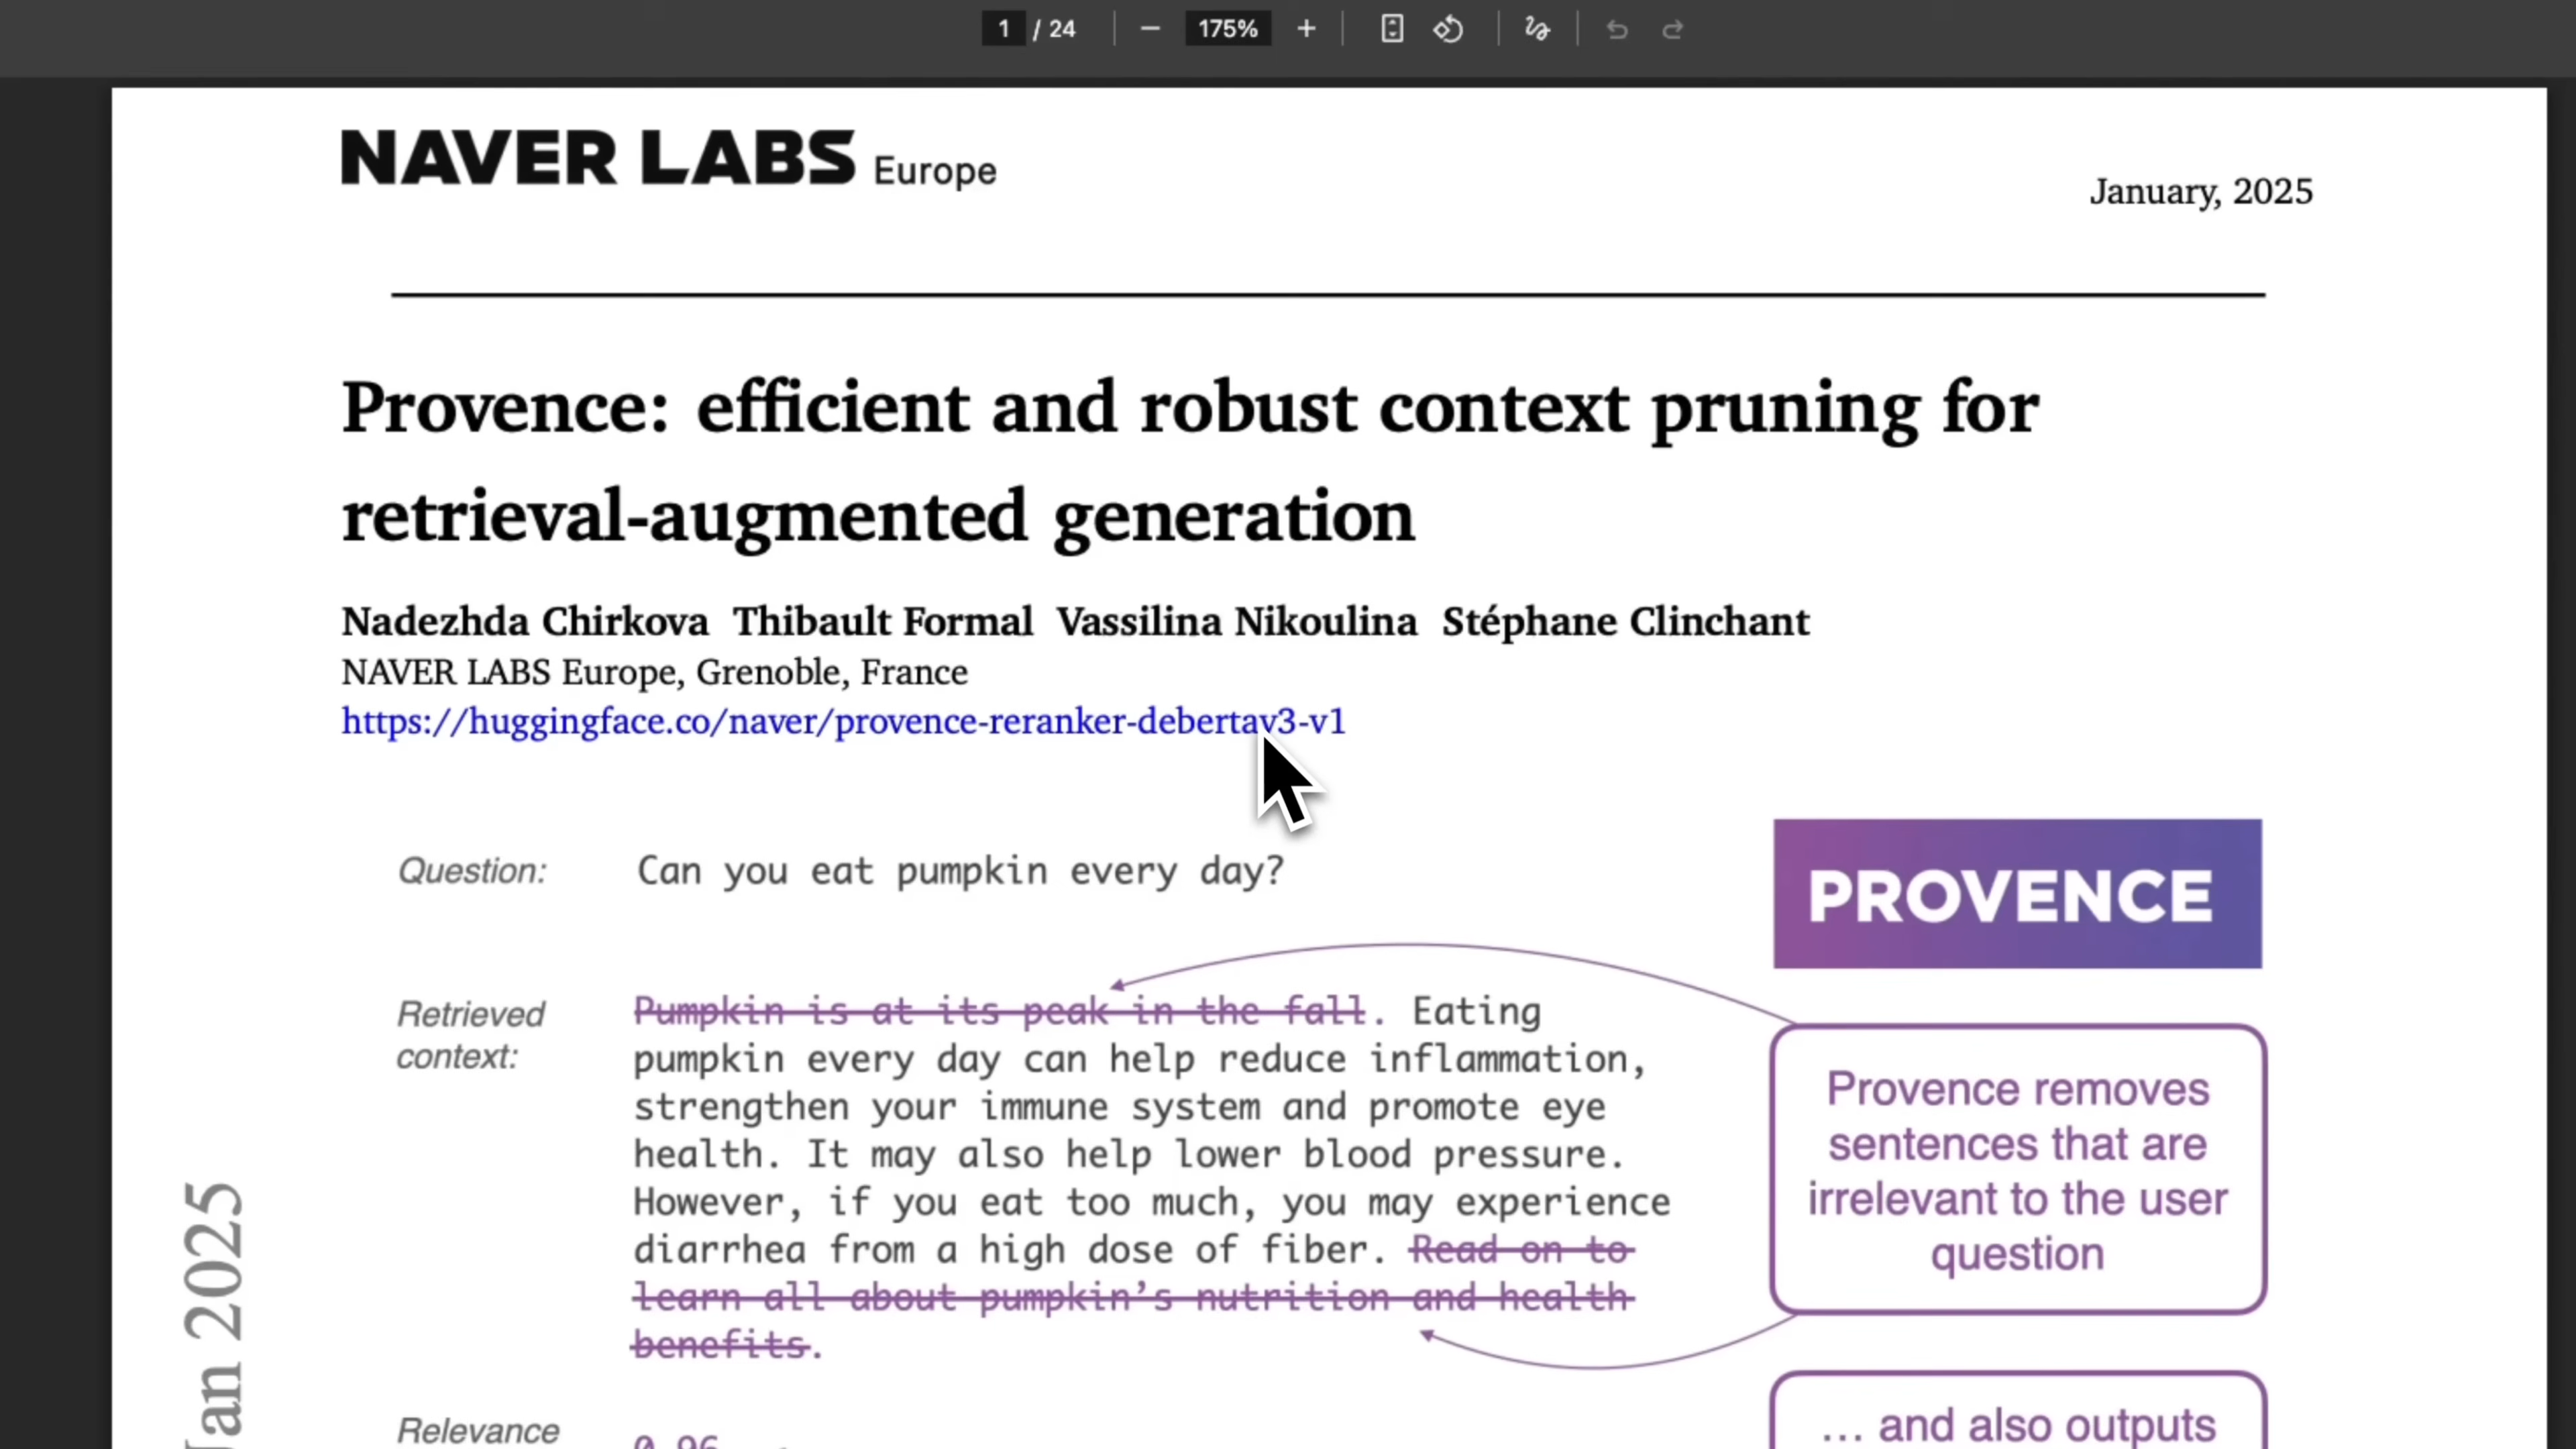 1 / 24
175%
NAVER LABS Europe
January, 2025
Provence: efficient and robust context pruning for
retrieval-augmented generation
Nadezhda Chirkova Thibault Formal Vassilina Nikoulina Stéphane Clinchant
NAVER LABS Europe, Grenoble, France
https://huggingface.co/naver/provence-reranker-debertav3-v1
Question:
Can you eat pumpkin every day?
PROVENCE
Retrieved
context:
Pumpkin is at its peak in the fall. Eating
pumpkin every day can help reduce inflammation,
strengthen your immune system and promote eye
health. It may also help lower blood pressure.
However, if you eat too much, you may experience
diarrhea from a high dose of fiber. Read on to
learn all about pumpkin's nutrition and health
benefits.
Provence removes
sentences that are
irrelevant to the user
question
Relevance
0.96
... and also outputs
Jan 2025